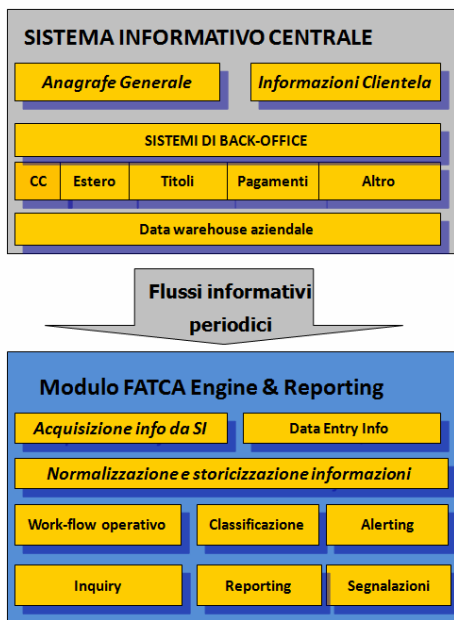 SISTEMA INFORMATIVO CENTRALE
Anagrafe Generale
Informazioni Clientela
SISTEMI DI BACK-OFFICE
CC
Estero
Titoli
Pagamenti
Altro
Data warehouse aziendale
Flussi informativi
periodici
Modulo FATCA Engine & Reporting
Acquisizione info da SI
Data Entry Info
Normalizzazione e storicizzazione informazioni
Work-flow operativo
Classificazione
Alerting
Inquiry
Reporting
Segnalazioni